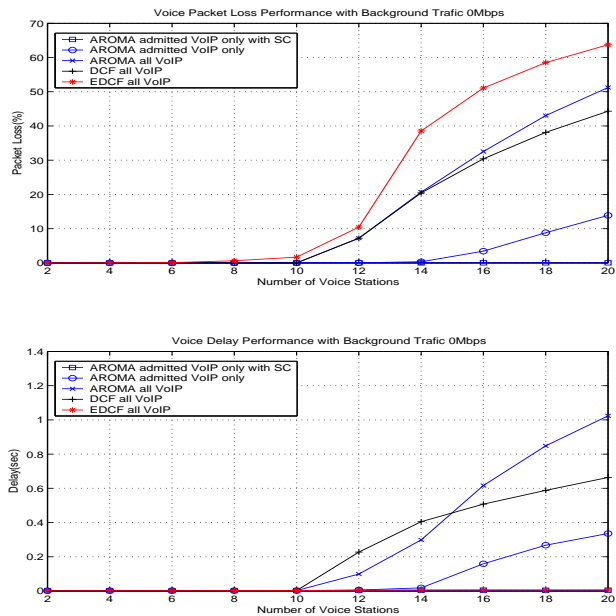 Voice Packet Loss Performance with Background Trafic 0Mbps
70
60
50
40
30
20
10
0
Packet Loss(%)
AROMA admitted VoIP only with SC
AROMA admitted VoIP only
AROMA all VoIP
DCF all VoIP
EDCF all VoIP
2 4 6 8 10 12 14 16 18 20
Number of Voice Stations
Voice Delay Performance with Background Trafic 0Mbps
1.4
1.2
1
0.8
0.6
0.4
0.2
0
Delay(sec)
AROMA admitted VoIP only with SC
AROMA admitted VoIP only
AROMA all VoIP
DCF all VoIP
EDCF all VoIP
2 4 6 8 10 12 14 16 18 20
Number of Voice Stations